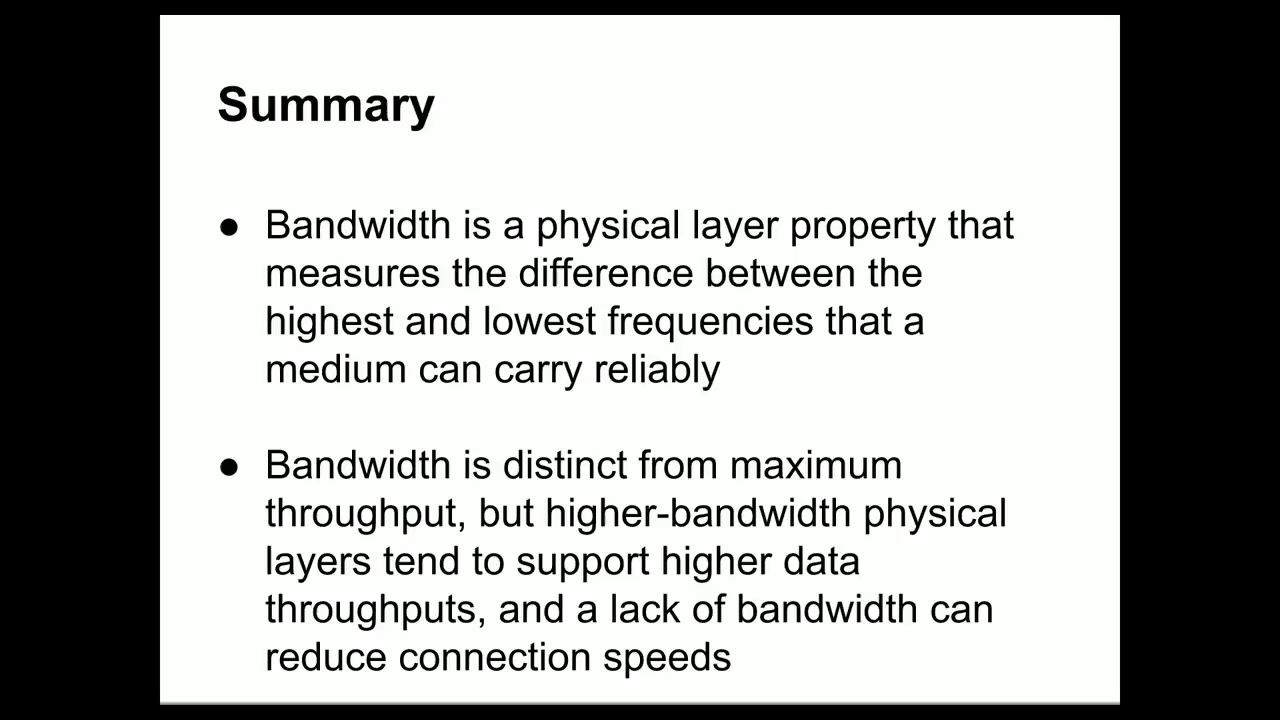 Summary
● Bandwidth is a physical layer property that
measures the difference between the
highest and lowest frequencies that a
medium can carry reliably
● Bandwidth is distinct from maximum
throughput, but higher-bandwidth physical
layers tend to support higher data
throughputs, and a lack of bandwidth can
reduce connection speeds